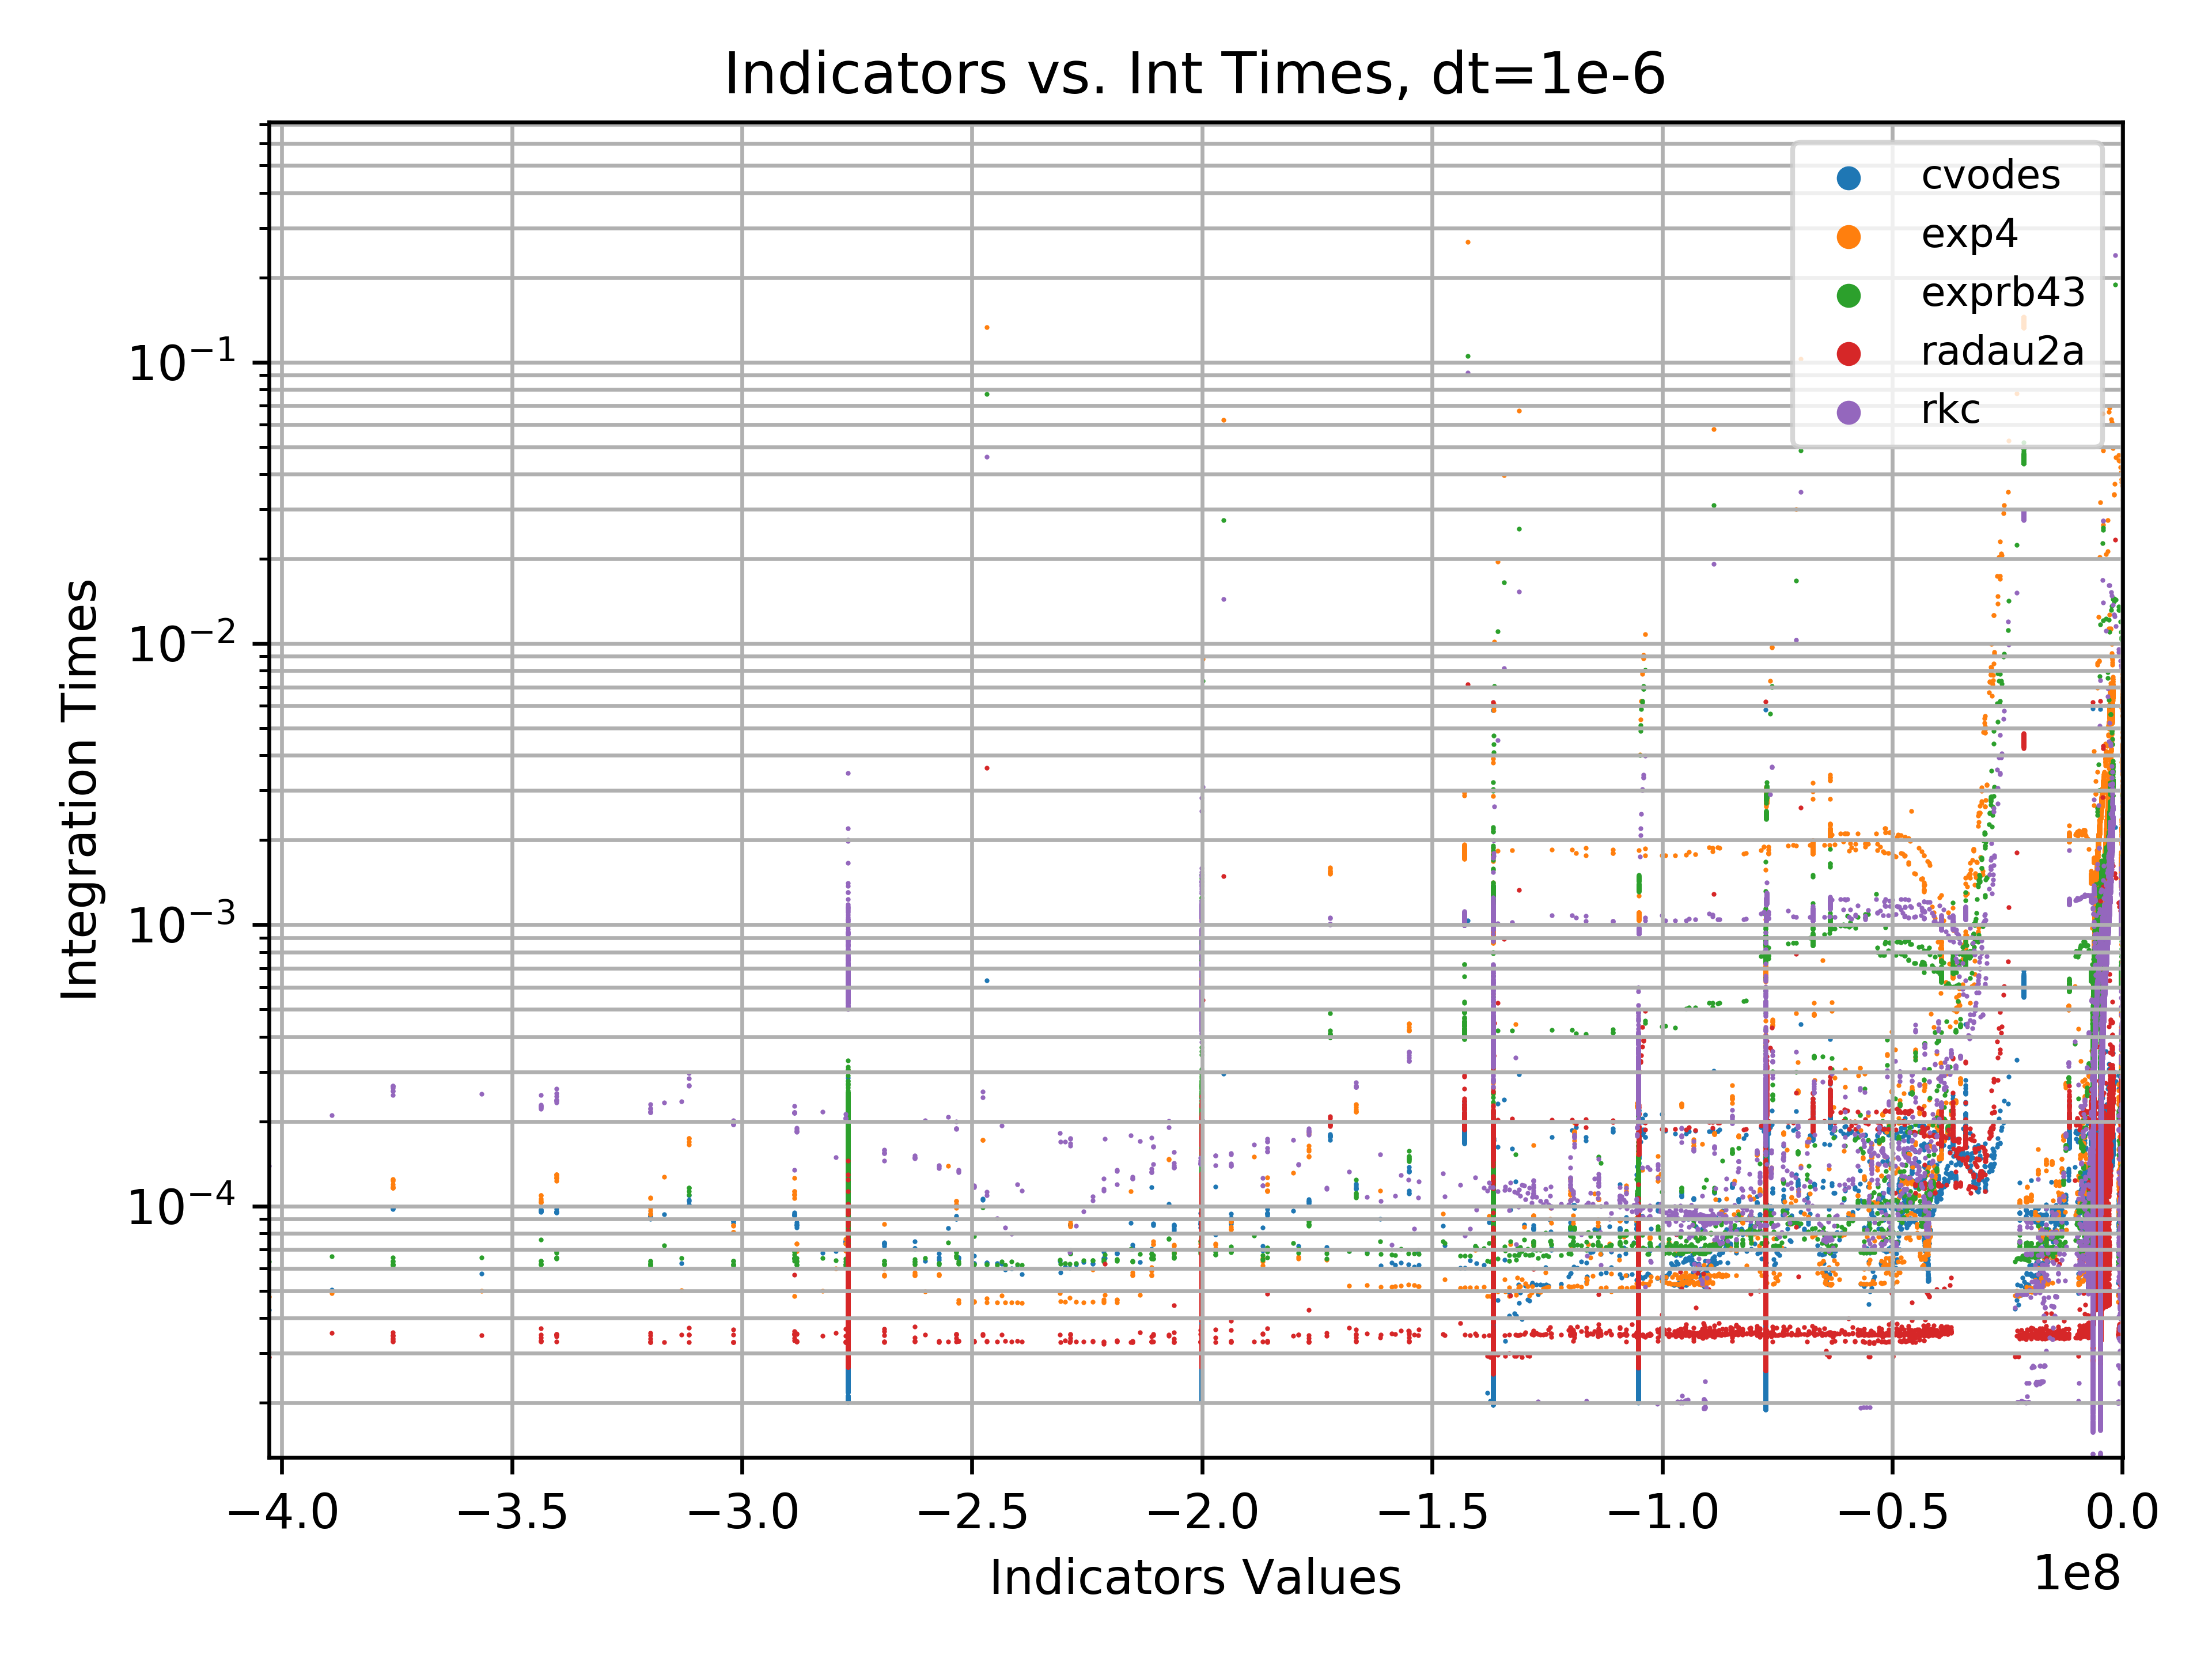 Indicators vs. Int Times, dt=1e-6
Integration Times
10⁻¹
10⁻²
10⁻³
10⁻⁴
cvodes
exp4
exprb43
radau2a
rkc
−4.0 −3.5 −3.0 −2.5 −2.0 −1.5 −1.0 −0.5 0.0
1e8
Indicators Values